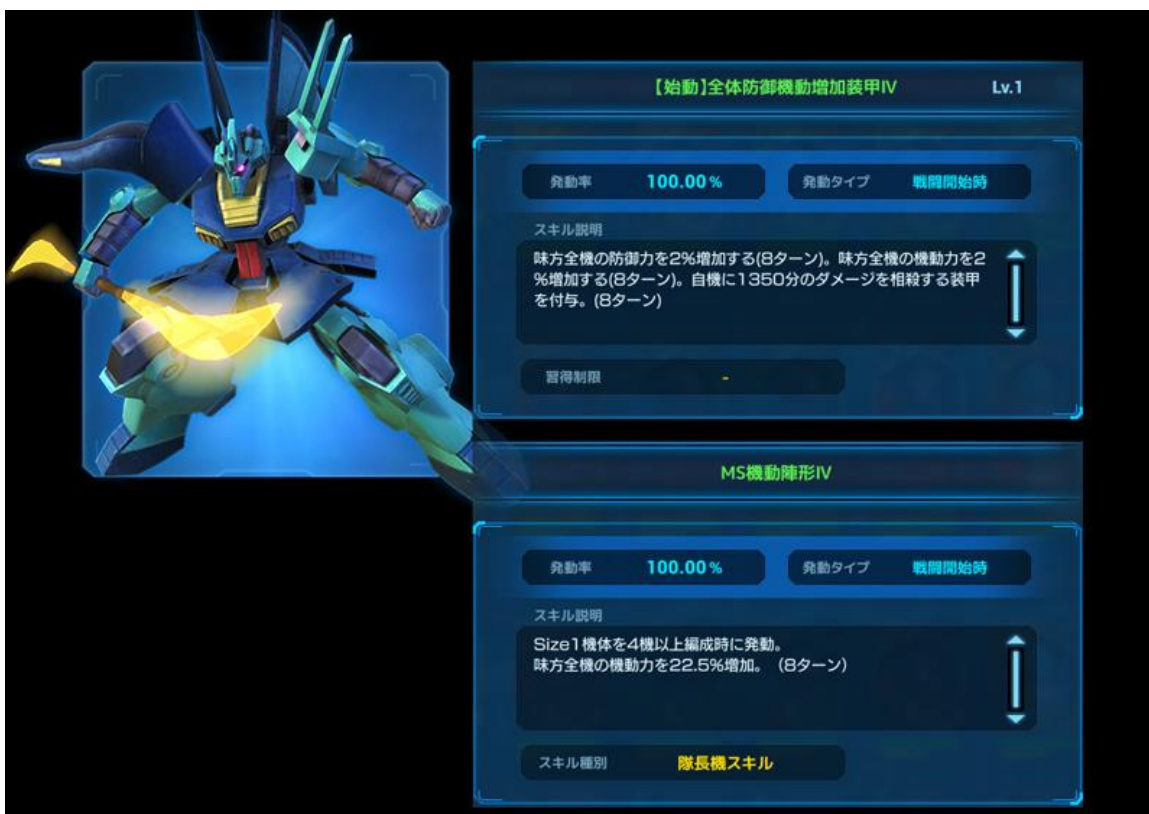 【始動】全体防御機動増加装甲IV Lv.1
発動率 100.00% 発動タイプ 戦闘開始時
スキル説明
味方全機の防御力を2%増加する(8ターン)。味方全機の機動力を2
%増加する(8ターン)。自機に1350分のダメージを相殺する装甲
を付与。(8ターン)
習得制限 -
MS機動陣形IV
発動率 100.00% 発動タイプ 戦闘開始時
スキル説明
Size1機体を4機以上編成時に発動。
味方全機の機動力を22.5%増加。（8ターン）
スキル種別 隊長機スキル